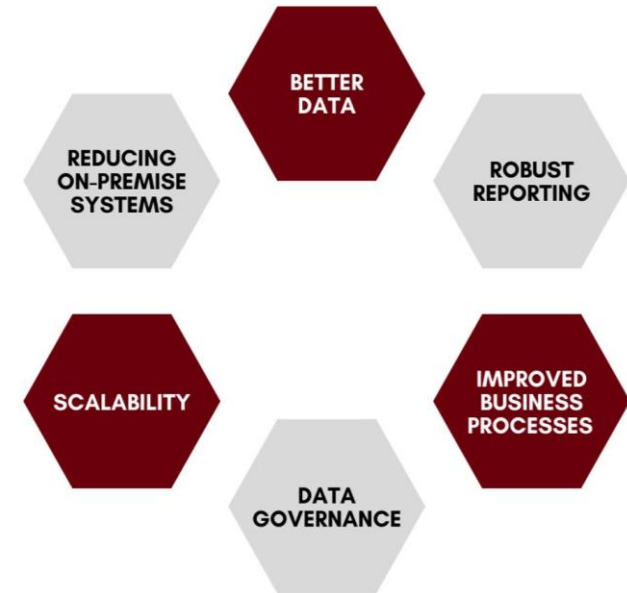 BETTER
DATA
REDUCING
ON-PREMISE
SYSTEMS
ROBUST
REPORTING
SCALABILITY
IMPROVED
BUSINESS
PROCESSES
DATA
GOVERNANCE